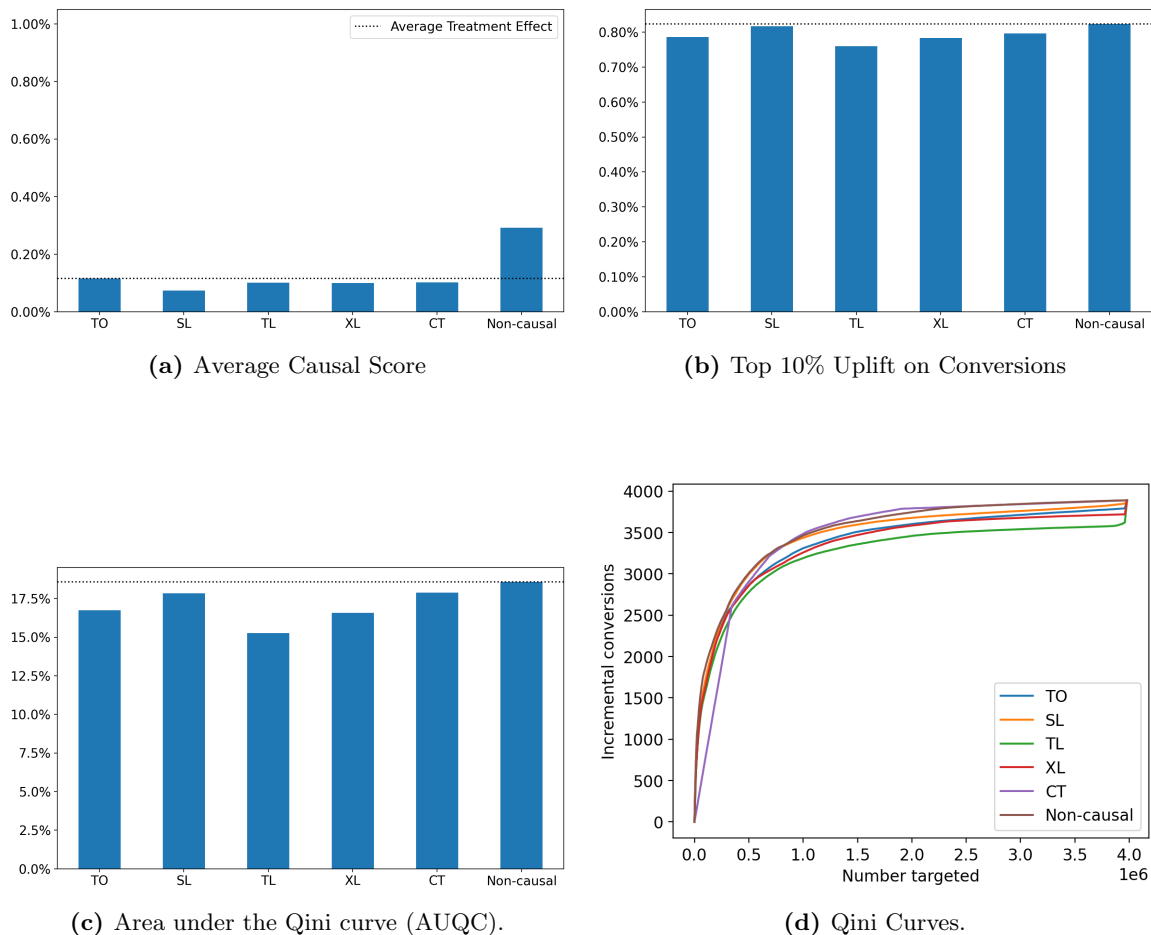 1.00%
0.80%
0.60%
0.40%
0.20%
0.00%
Average Treatment Effect
TO SL TL XL CT Non-causal
(a) Average Causal Score
0.80%
0.70%
0.60%
0.50%
0.40%
0.30%
0.20%
0.10%
0.00%
TO SL TL XL CT Non-causal
(b) Top 10% Uplift on Conversions
17.5%
15.0%
12.5%
10.0%
7.5%
5.0%
2.5%
0.0%
TO SL TL XL CT Non-causal
(c) Area under the Qini curve (AUQC).
Incremental conversions
4000
3500
3000
2500
2000
1500
1000
500
0
TO
SL
TL
XL
CT
Non-causal
0.0 0.5 1.0 1.5 2.0 2.5 3.0 3.5 4.0
1e6
Number targeted
(d) Qini Curves.